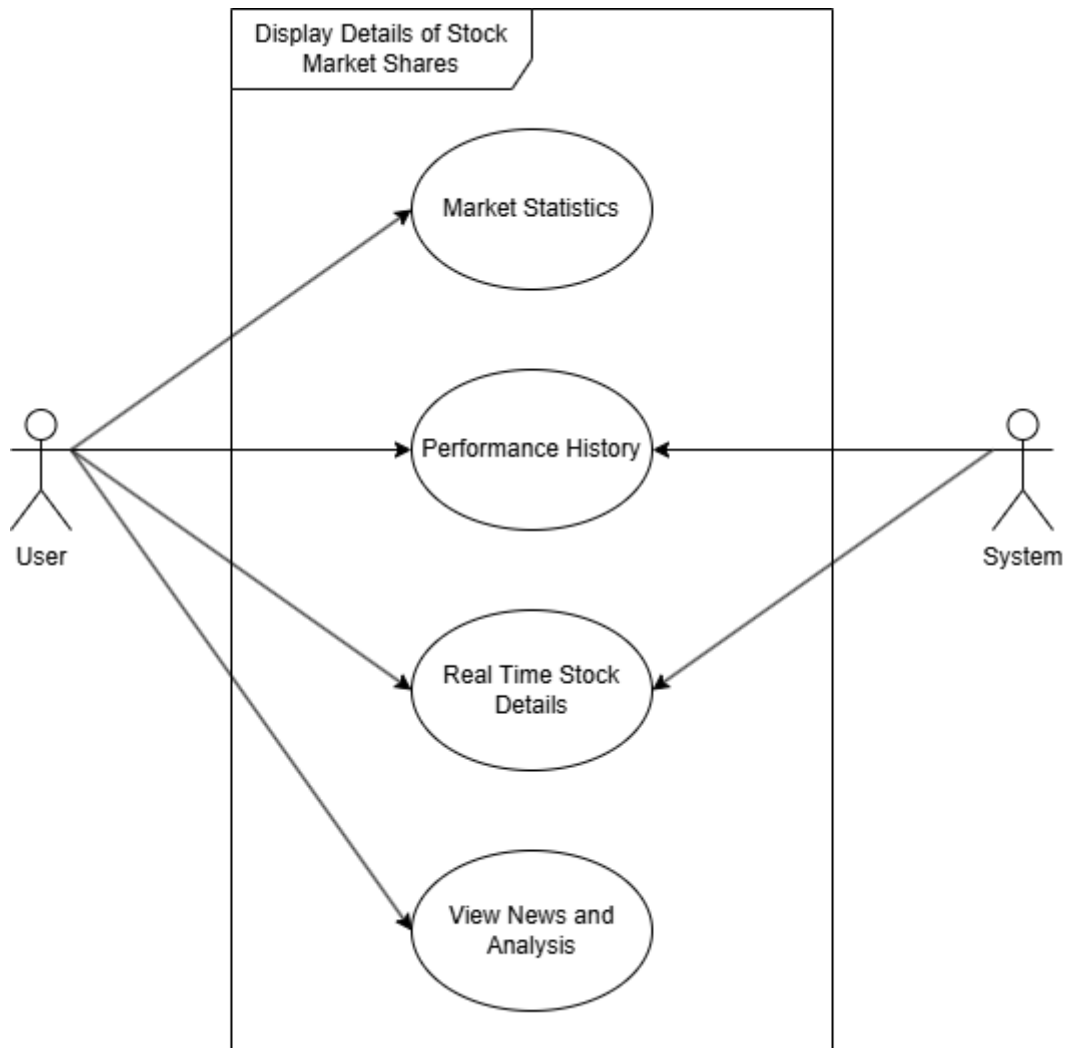 Display Details of Stock
Market Shares
Market Statistics
Performance History
User
System
Real Time Stock
Details
View News and
Analysis